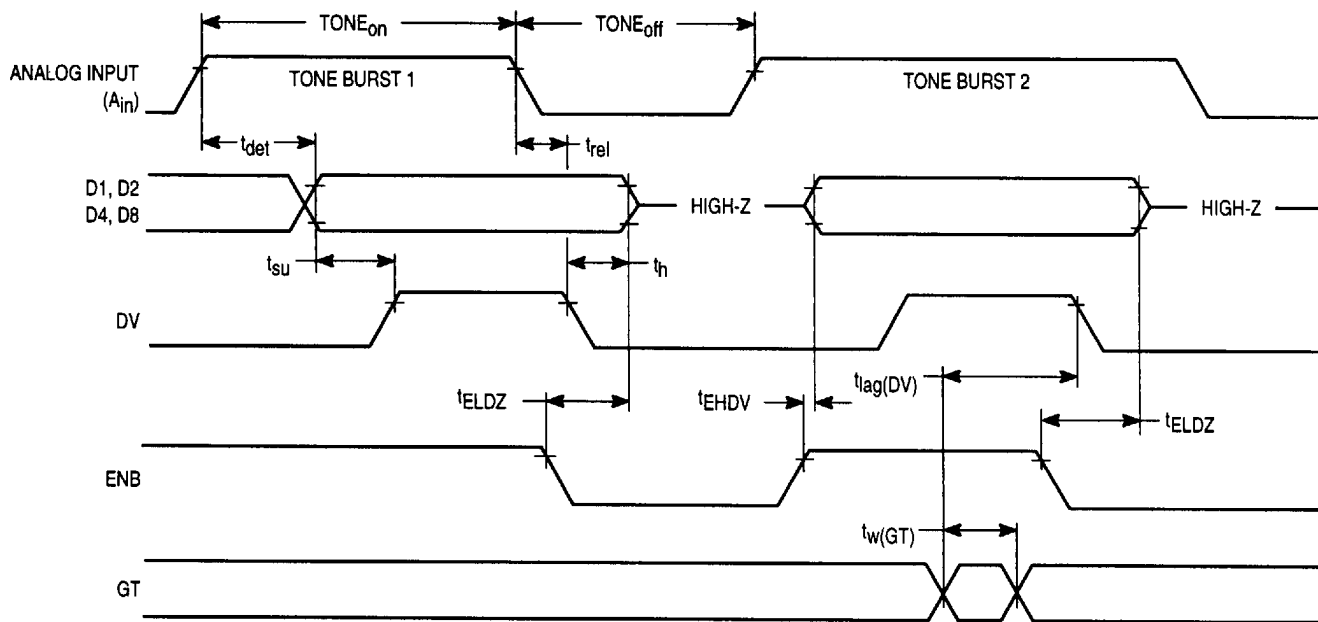 TONEon
TONEoff
ANALOG INPUT
(Ain)
TONE BURST 1
TONE BURST 2
tdet
trel
D1, D2
D4, D8
HIGH-Z
HIGH-Z
tsu
th
DV
tlag(DV)
tELDZ
tEHDV
tELDZ
ENB
tw(GT)
GT